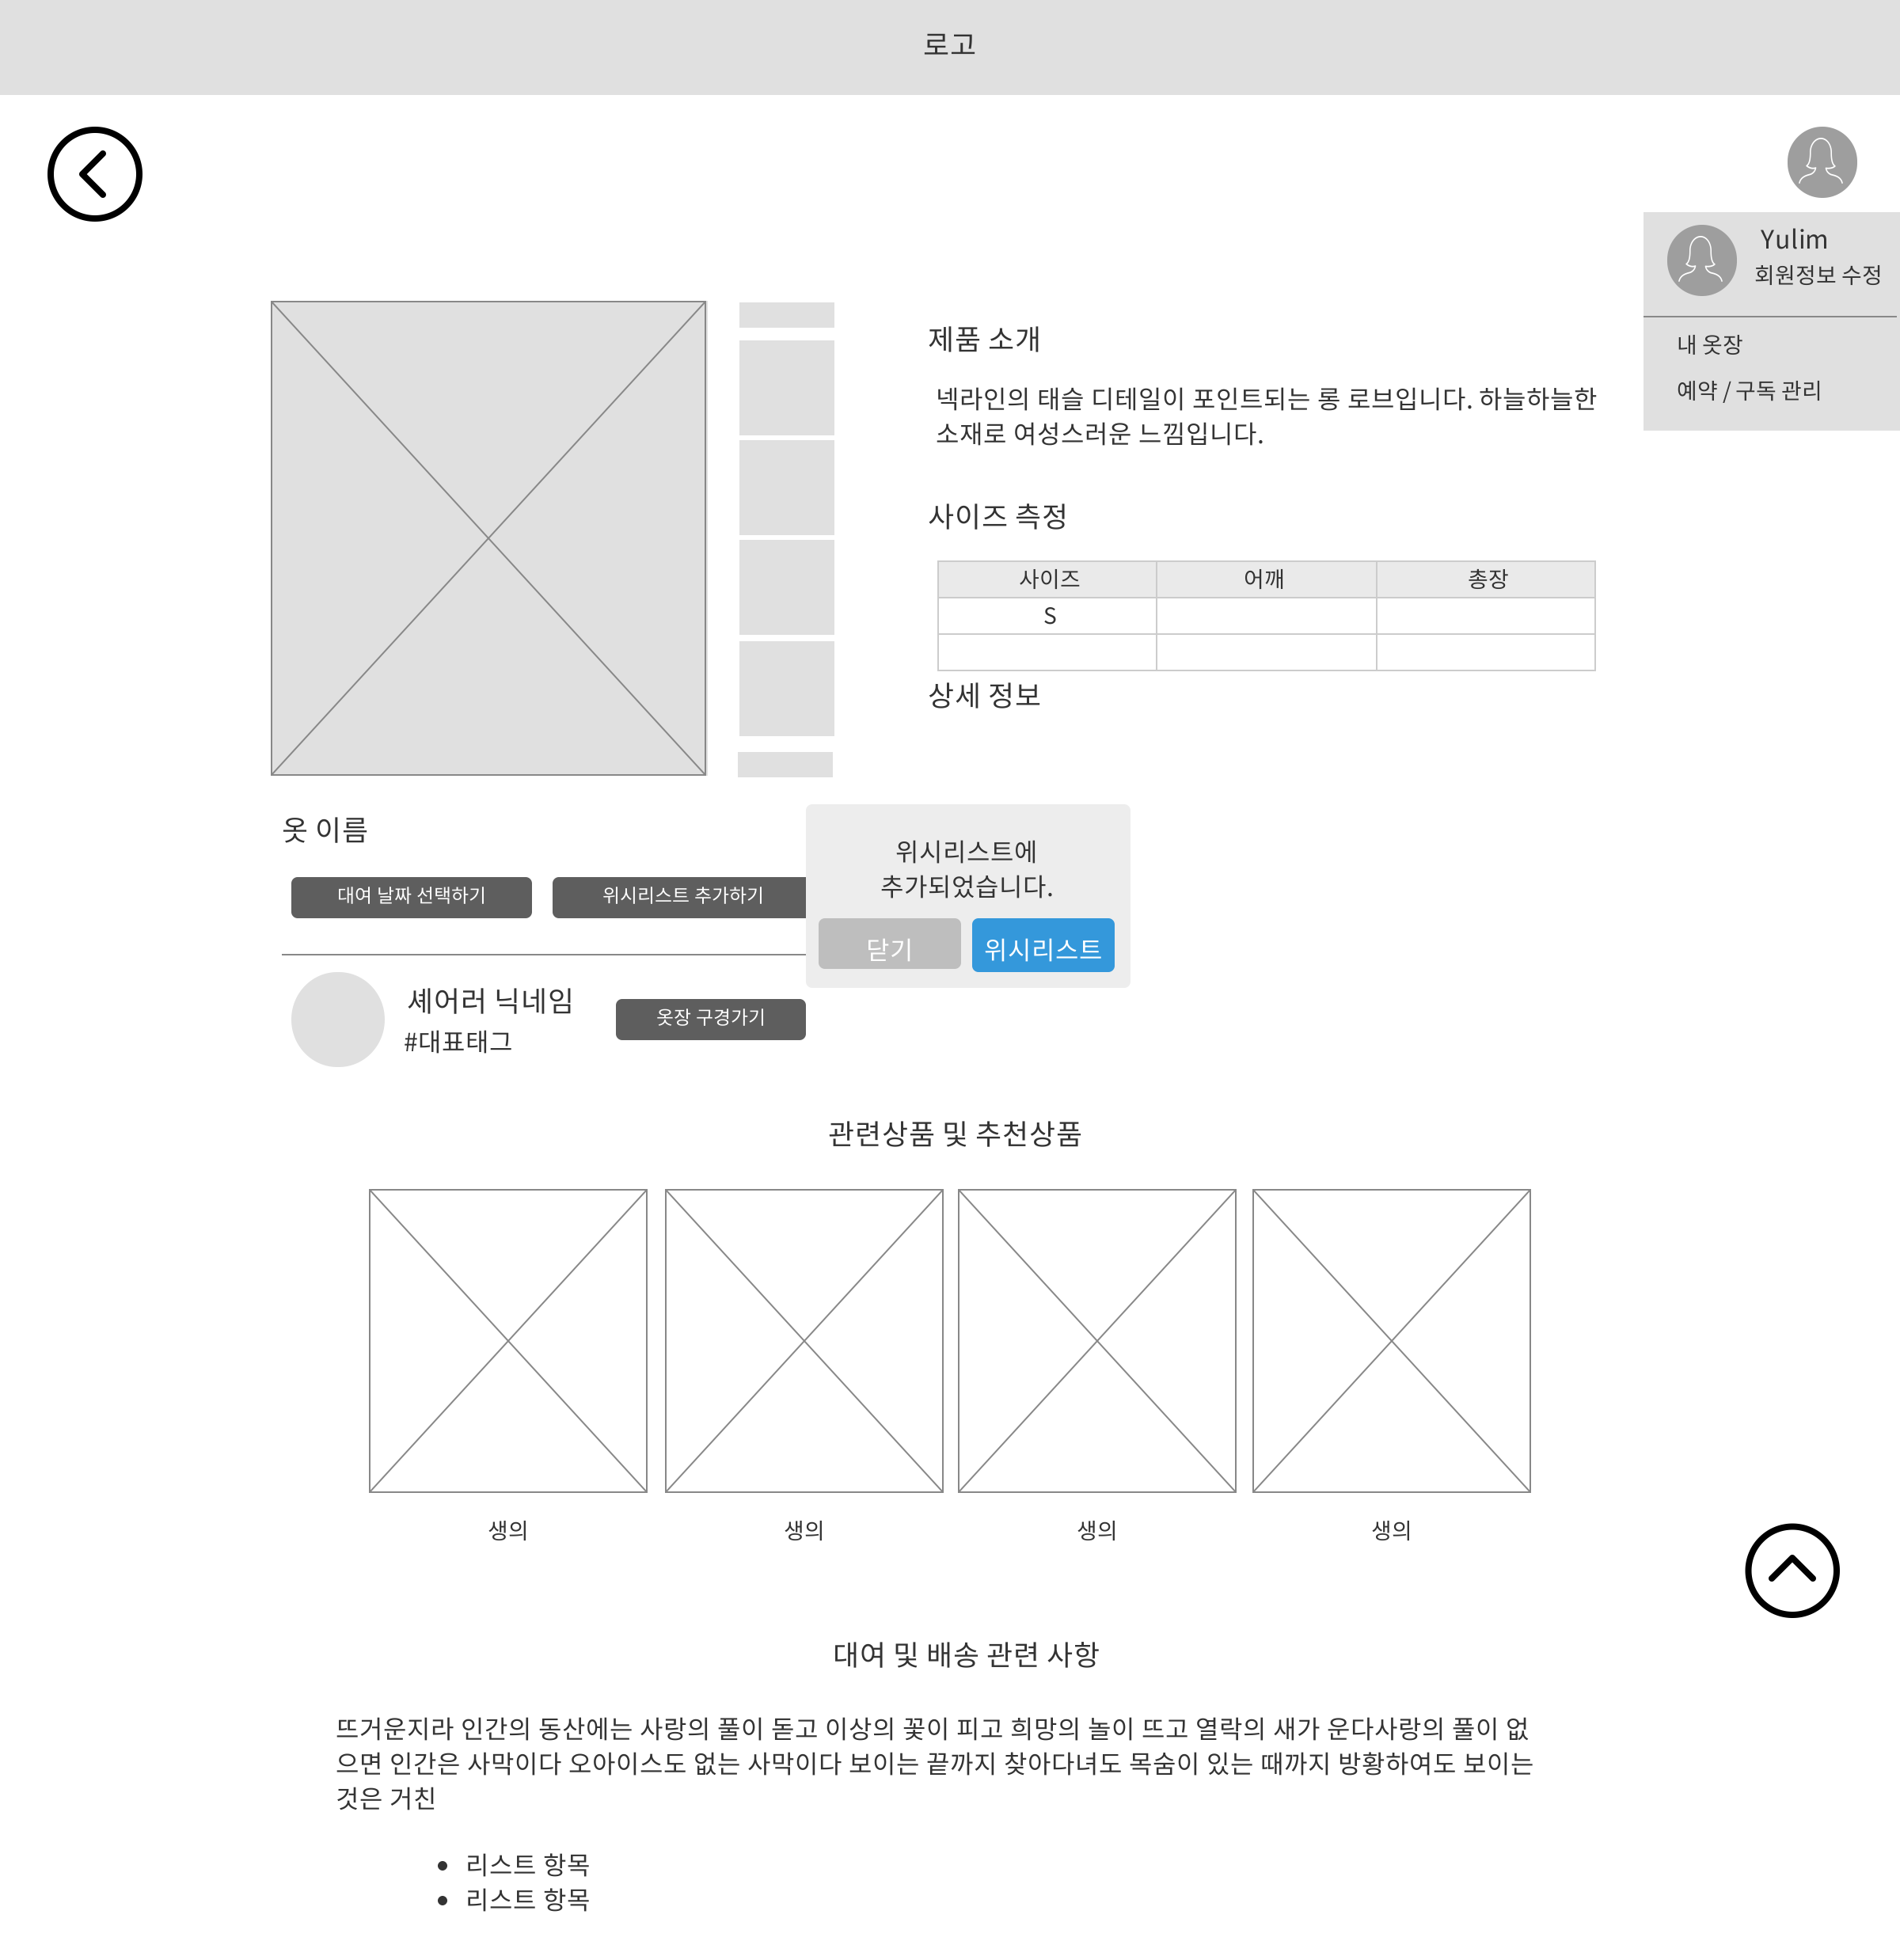 로고
Yulim
회원정보 수정
내 옷장
예약 / 구독 관리
제품 소개
넥라인의 태슬 디테일이 포인트되는 롱 로브입니다. 하늘하늘한
소재로 여성스러운 느낌입니다.
사이즈 측정
사이즈 어깨 총장
S
상세 정보
옷 이름
대여 날짜 선택하기 위시리스트 추가하기
위시리스트에
추가되었습니다.
닫기 위시리스트
셰어러 닉네임
#대표태그
옷장 구경가기
관련상품 및 추천상품
생의 생의 생의 생의
대여 및 배송 관련 사항
뜨거운지라 인간의 동산에는 사랑의 풀이 돋고 이상의 꽃이 피고 희망의 놀이 뜨고 열락의 새가 운다사랑의 풀이 없
으면 인간은 사막이다 오아이스도 없는 사막이다 보이는 끝까지 찾아다녀도 목숨이 있는 때까지 방황하여도 보이는
것은 거친
• 리스트 항목
• 리스트 항목